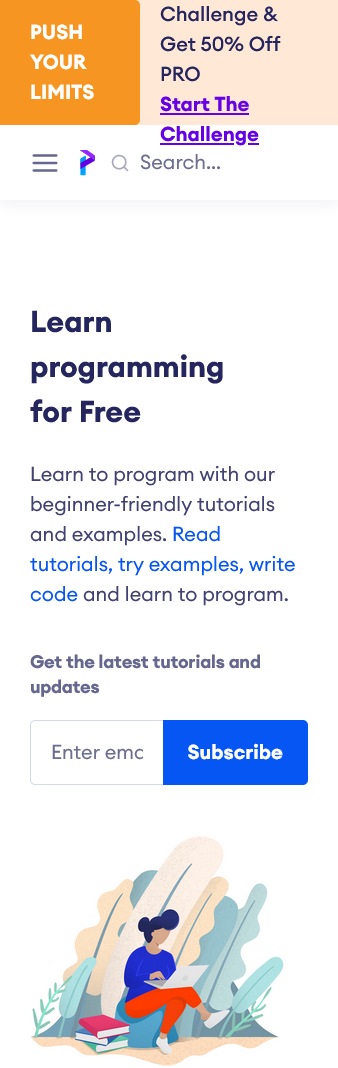 PUSH
YOUR
LIMITS
Challenge &
Get 50% Off
PRO
Start The
Challenge
Search...
Learn
programming
for Free
Learn to program with our
beginner-friendly tutorials
and examples. Read
tutorials, try examples, write
code and learn to program.
Get the latest tutorials and
updates
Enter emc
Subscribe